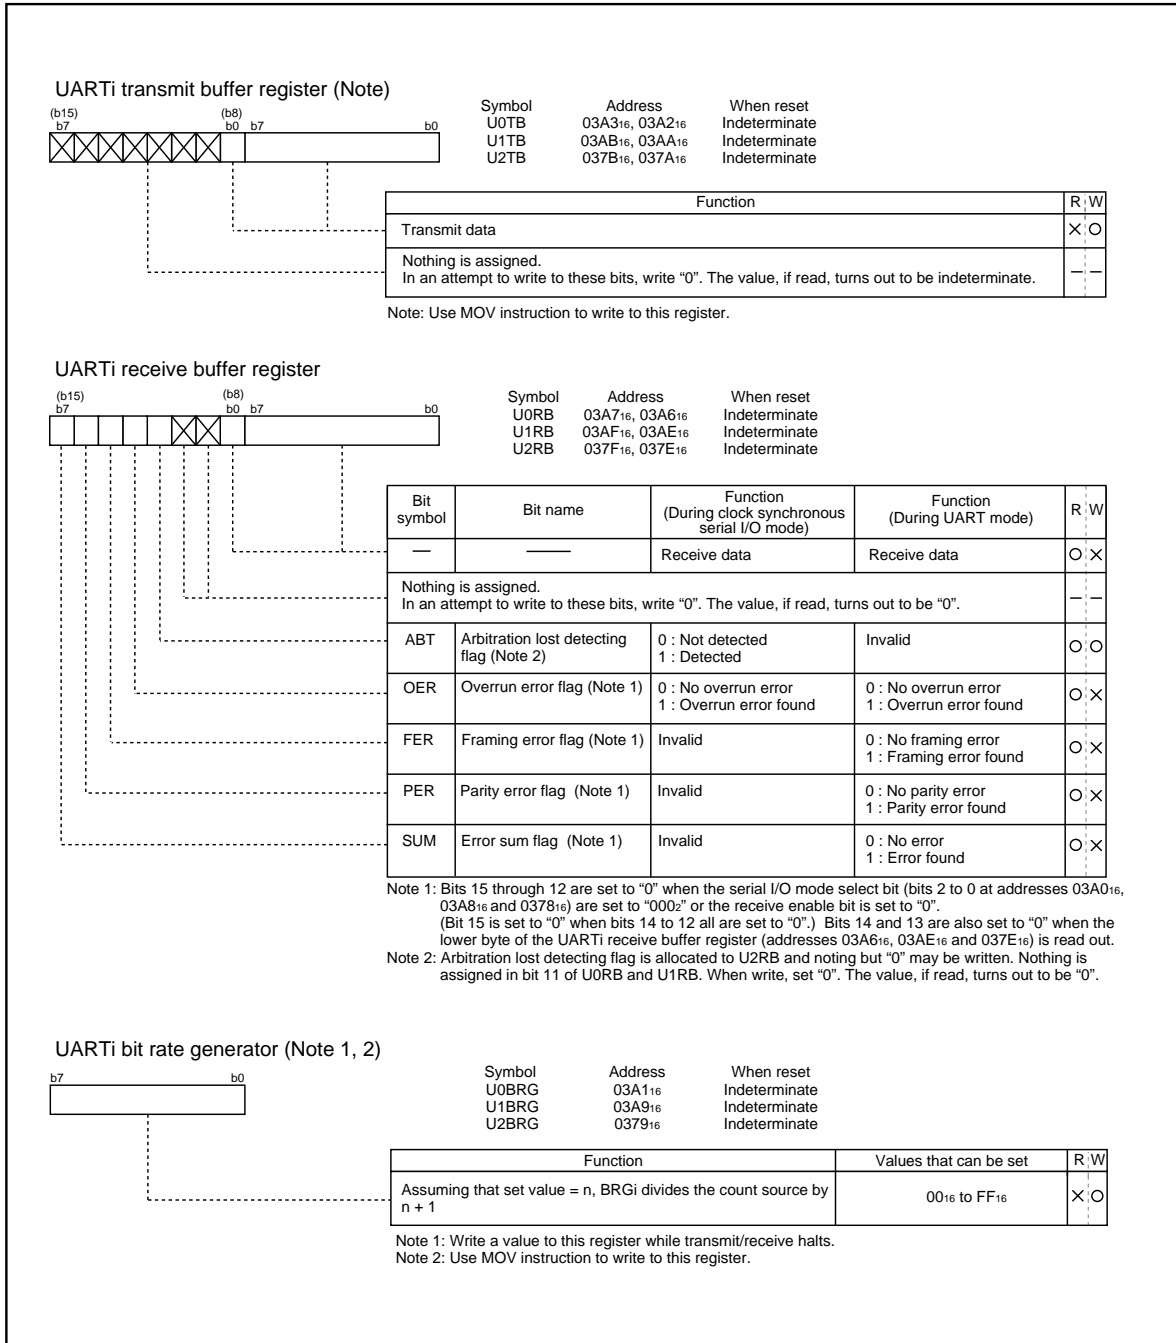 UARTi transmit buffer register (Note)
(b15) (b8)
b7 b0 b7 b0
Symbol Address When reset
U0TB 03A3₁₆, 03A2₁₆ Indeterminate
U1TB 03AB₁₆, 03AA₁₆ Indeterminate
U2TB 037B₁₆, 037A₁₆ Indeterminate
Function R W
Transmit data × ○
Nothing is assigned.
In an attempt to write to these bits, write “0”. The value, if read, turns out to be indeterminate. — —
Note: Use MOV instruction to write to this register.
UARTi receive buffer register
(b15) (b8)
b7 b0 b7 b0
Symbol Address When reset
U0RB 03A7₁₆, 03A6₁₆ Indeterminate
U1RB 03AF₁₆, 03AE₁₆ Indeterminate
U2RB 037F₁₆, 037E₁₆ Indeterminate
Bit symbol Bit name Function (During clock synchronous serial I/O mode) Function (During UART mode) R W
— — Receive data Receive data ○ ×
Nothing is assigned.
In an attempt to write to these bits, write “0”. The value, if read, turns out to be “0”. — —
ABT Arbitration lost detecting flag (Note 2) 0 : Not detected 1 : Detected Invalid ○ ○
OER Overrun error flag (Note 1) 0 : No overrun error 1 : Overrun error found 0 : No overrun error 1 : Overrun error found ○ ×
FER Framing error flag (Note 1) Invalid 0 : No framing error 1 : Framing error found ○ ×
PER Parity error flag (Note 1) Invalid 0 : No parity error 1 : Parity error found ○ ×
SUM Error sum flag (Note 1) Invalid 0 : No error 1 : Error found ○ ×
Note 1: Bits 15 through 12 are set to “0” when the serial I/O mode select bit (bits 2 to 0 at addresses 03A0₁₆,
03A8₁₆ and 0378₁₆) are set to “000₂” or the receive enable bit is set to “0”.
(Bit 15 is set to “0” when bits 14 to 12 all are set to “0”.) Bits 14 and 13 are also set to “0” when the
lower byte of the UARTi receive buffer register (addresses 03A6₁₆, 03AE₁₆ and 037E₁₆) is read out.
Note 2: Arbitration lost detecting flag is allocated to U2RB and noting but “0” may be written. Nothing is
assigned in bit 11 of U0RB and U1RB. When write, set “0”. The value, if read, turns out to be “0”.
UARTi bit rate generator (Note 1, 2)
b7 b0
Symbol Address When reset
U0BRG 03A1₁₆ Indeterminate
U1BRG 03A9₁₆ Indeterminate
U2BRG 0379₁₆ Indeterminate
Function Values that can be set R W
Assuming that set value = n, BRGi divides the count source by
n + 1 00₁₆ to FF₁₆ × ○
Note 1: Write a value to this register while transmit/receive halts.
Note 2: Use MOV instruction to write to this register.